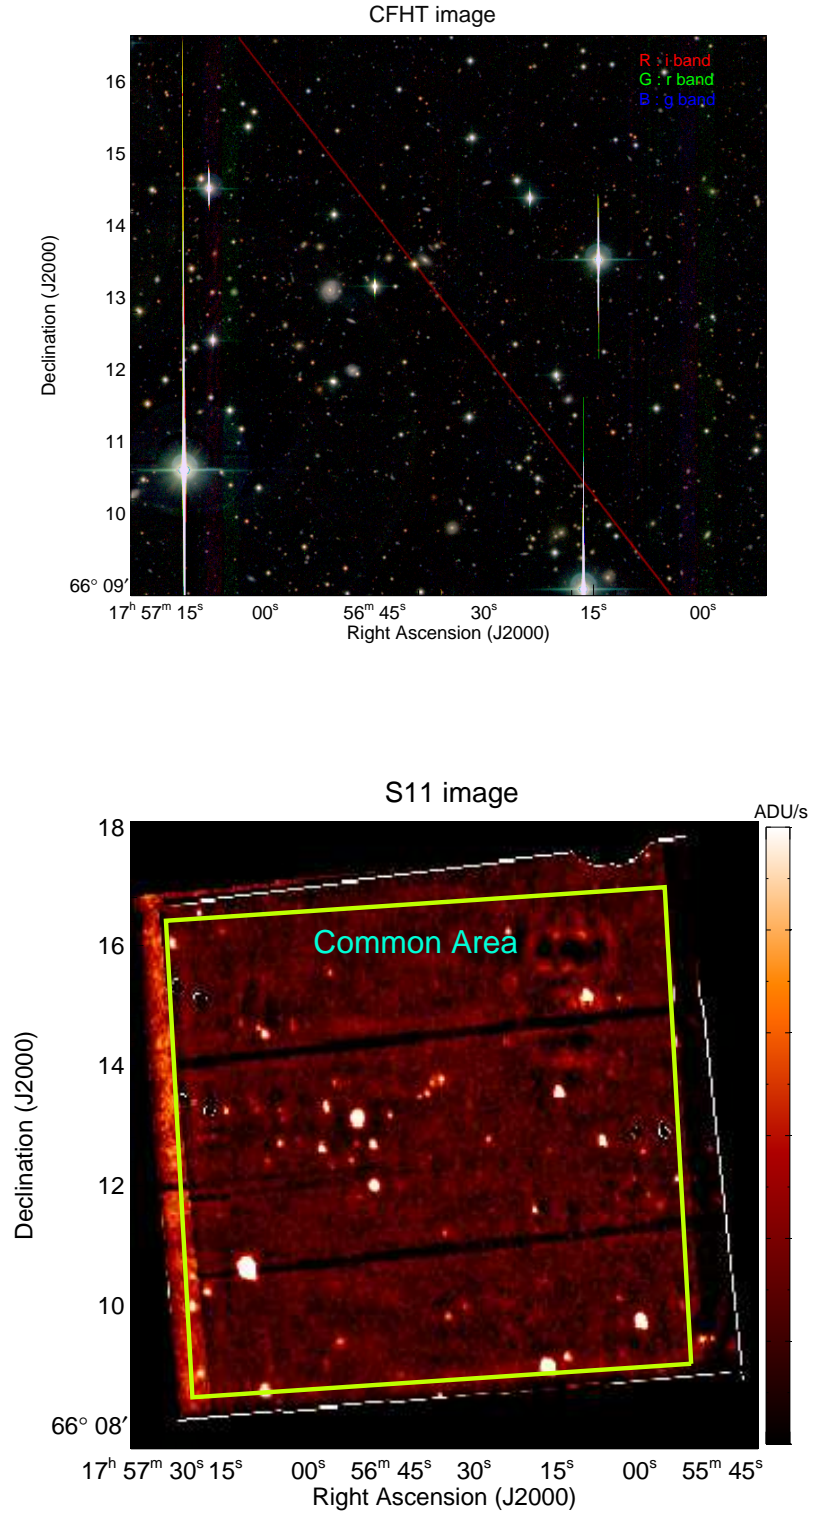 CFHT image
R : i band
G : r band
B : g band
16
15
14
13
12
11
10
66° 09′
Declination (J2000)
17ʰ 57ᵐ 15ˢ 00ˢ 56ᵐ 45ˢ 30ˢ 15ˢ 00ˢ
Right Ascension (J2000)
S11 image
ADU/s
Common Area
18
16
14
12
10
66° 08′
Declination (J2000)
17ʰ 57ᵐ 30ˢ 15ˢ 00ˢ 56ᵐ 45ˢ 30ˢ 15ˢ 00ˢ 55ᵐ 45ˢ
Right Ascension (J2000)